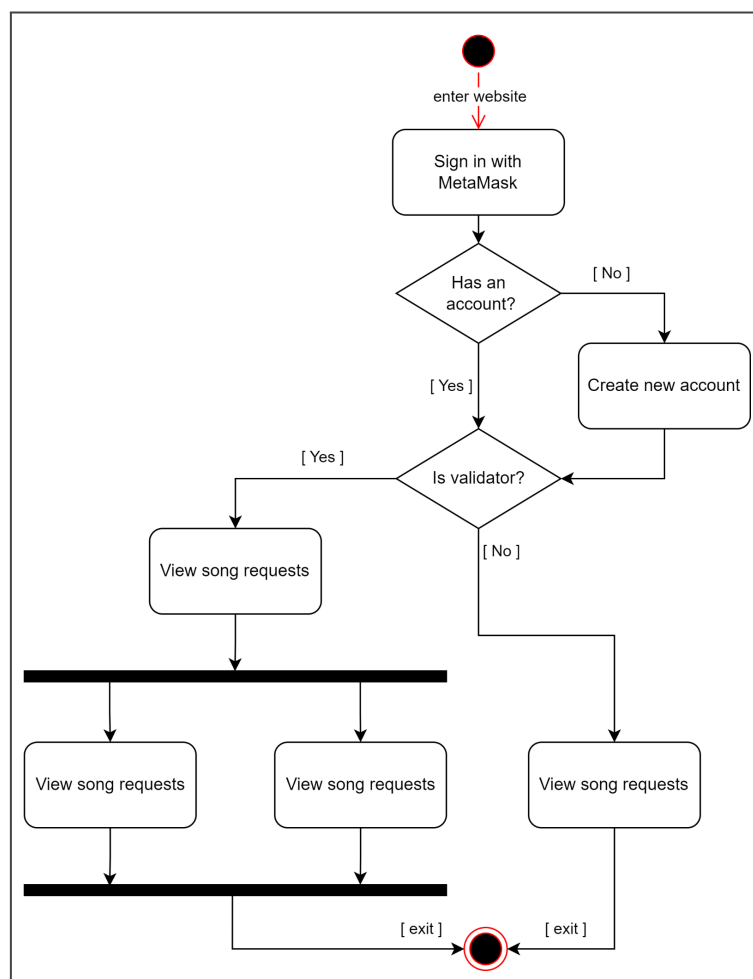 enter website
Sign in with
MetaMask
Has an
account?
[ No ]
[ Yes ]
Create new account
[ Yes ]
Is validator?
[ No ]
View song requests
View song requests
View song requests
View song requests
[ exit ]
[ exit ]